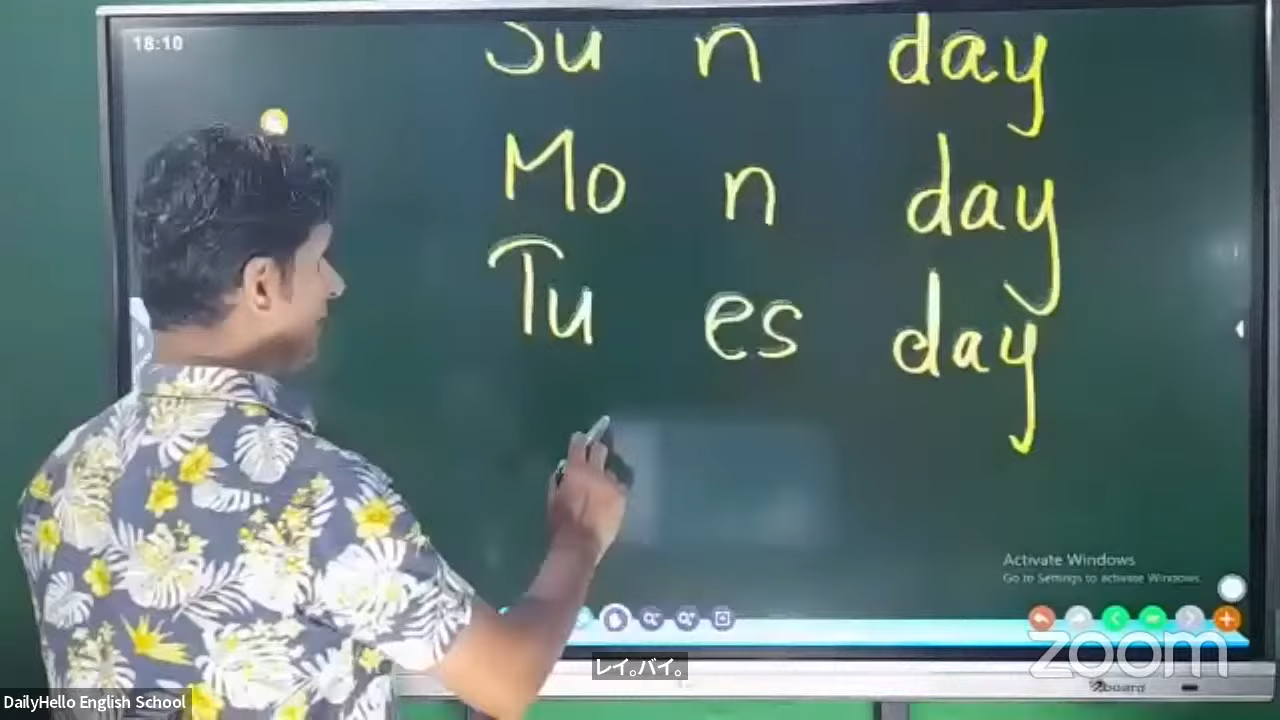 18:10
Su n day
Mo n day
Tu es day
Activate Windows
Go to Settings to activate Windows.
zoom
レイ。バイ。
DailyHello English School